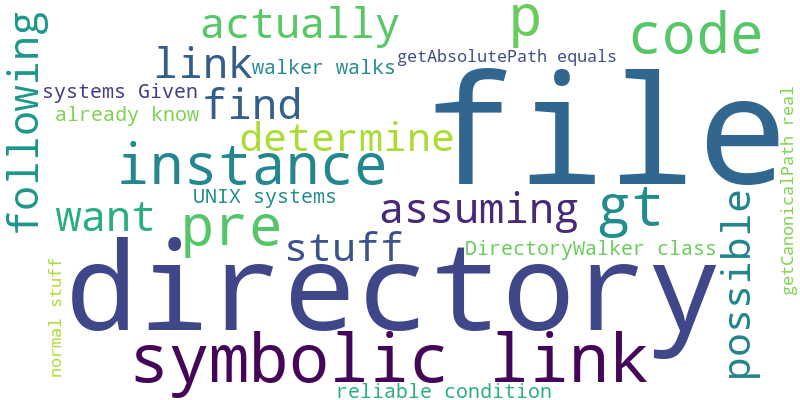 actually
p
code
following
link
walker walks
getAbsolutePath equals
file
systems Given
already know
find
determine
getCanonicalPath real
instance
UNIX systems
assuming
gt
want
pre
stuff
DirectoryWalker class
possible
directory
normal stuff
symbolic link
reliable condition